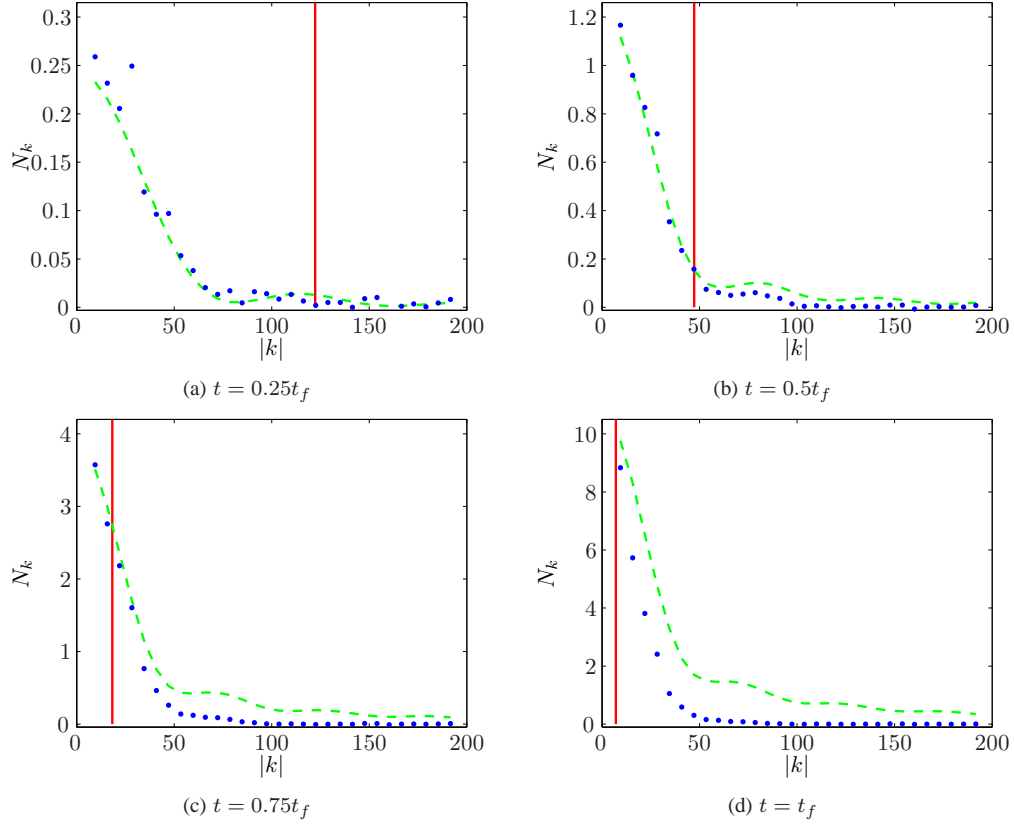 0.3
0.25
0.2
0.15
0.1
0.05
0
N_k
0 50 100 150 200
|k|
(a) t = 0.25t_f
1.2
1
0.8
0.6
0.4
0.2
0
N_k
0 50 100 150 200
|k|
(b) t = 0.5t_f
4
3
2
1
0
N_k
0 50 100 150 200
|k|
(c) t = 0.75t_f
10
8
6
4
2
0
N_k
0 50 100 150 200
|k|
(d) t = t_f